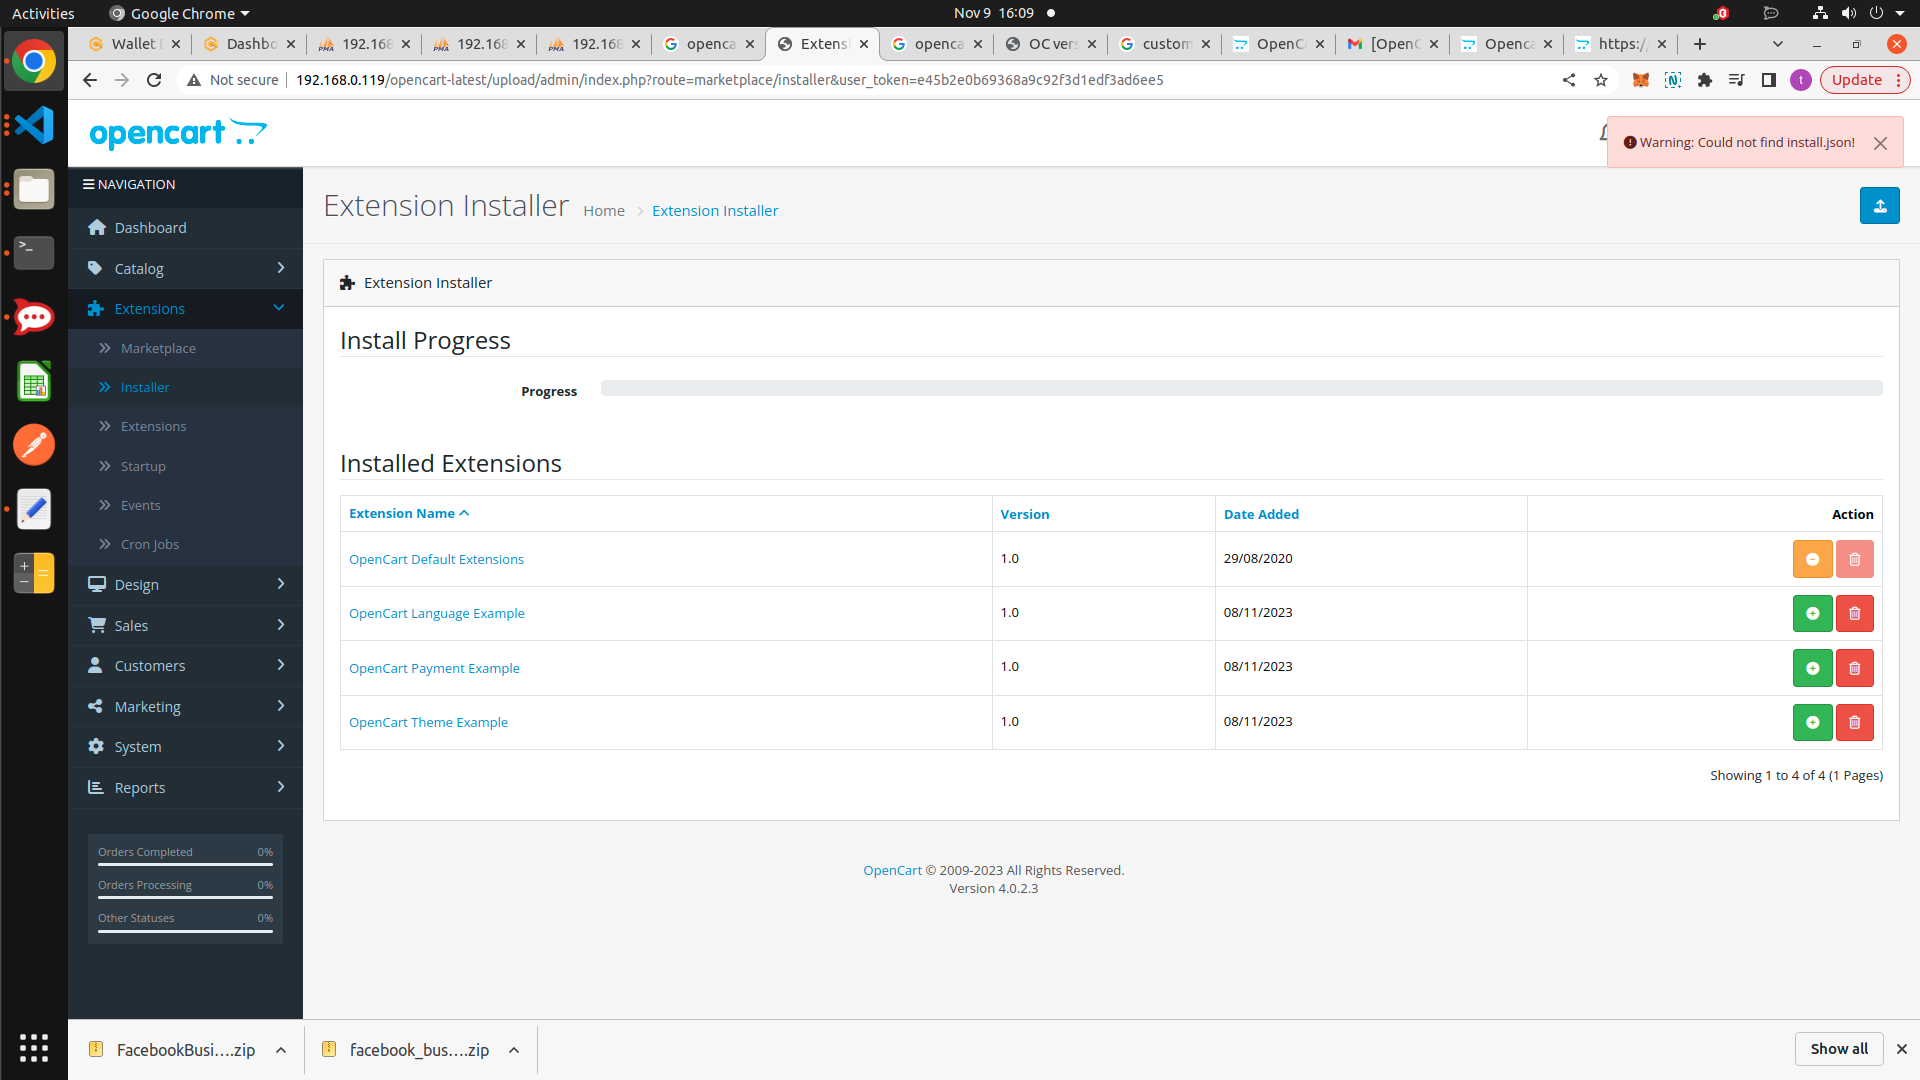 Activities
Google Chrome
Nov 9 16:09
Wallet
Dashbo
192.168
192.168
192.168
openca
Extens
openca
OC vers
custom
OpenC
[OpenC
Openca
https:/
Not secure
192.168.0.119/opencart-latest/upload/admin/index.php?route=marketplace/installer&user_token=e45b2e0b69368a9c92f3d1edf3ad6ee5
t
Update
opencart
Warning: Could not find install.json!
NAVIGATION
Dashboard
Catalog
Extensions
Marketplace
Installer
Extensions
Startup
Events
Cron Jobs
Design
Sales
Customers
Marketing
System
Reports
Orders Completed 0%
Orders Processing 0%
Other Statuses 0%
Extension Installer
Home
Extension Installer
Extension Installer
Install Progress
Progress
Installed Extensions
Extension Name Version Date Added Action
OpenCart Default Extensions 1.0 29/08/2020
OpenCart Language Example 1.0 08/11/2023
OpenCart Payment Example 1.0 08/11/2023
OpenCart Theme Example 1.0 08/11/2023
Showing 1 to 4 of 4 (1 Pages)
OpenCart © 2009-2023 All Rights Reserved.
Version 4.0.2.3
FacebookBusi....zip
facebook_bus....zip
Show all